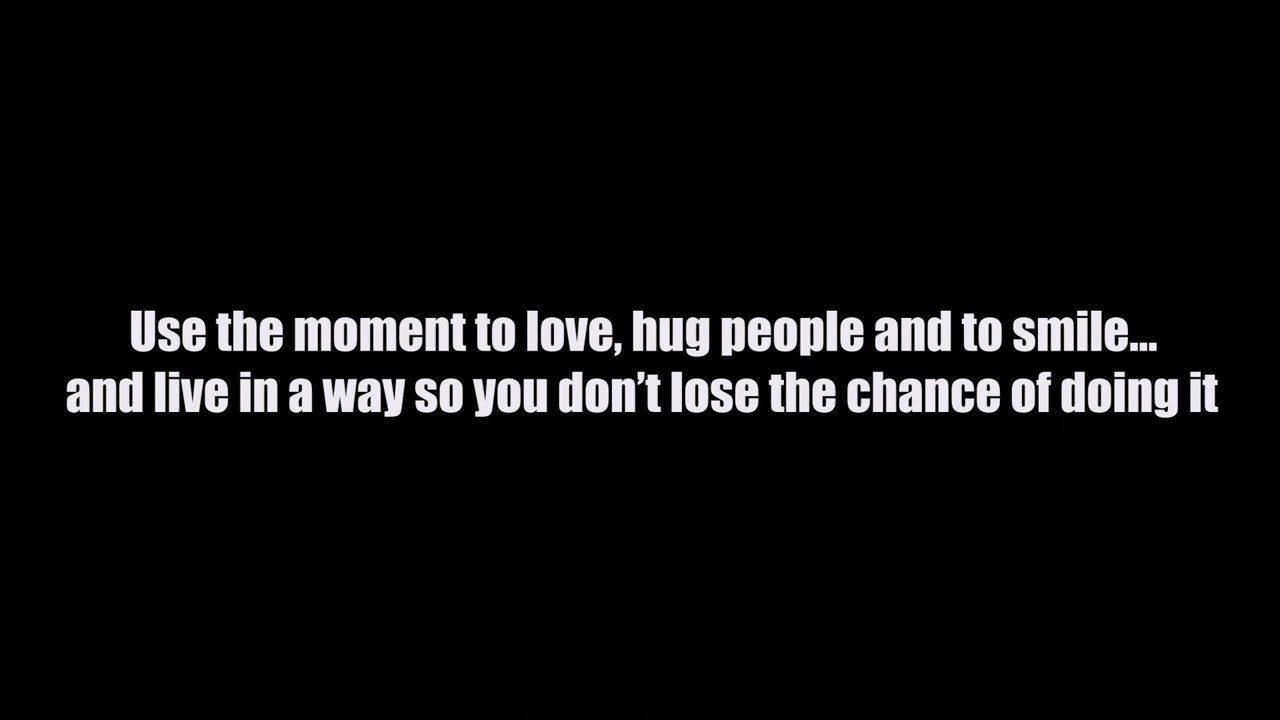 Use the moment to love, hug people and to smile...
and live in a way so you don’t lose the chance of doing it